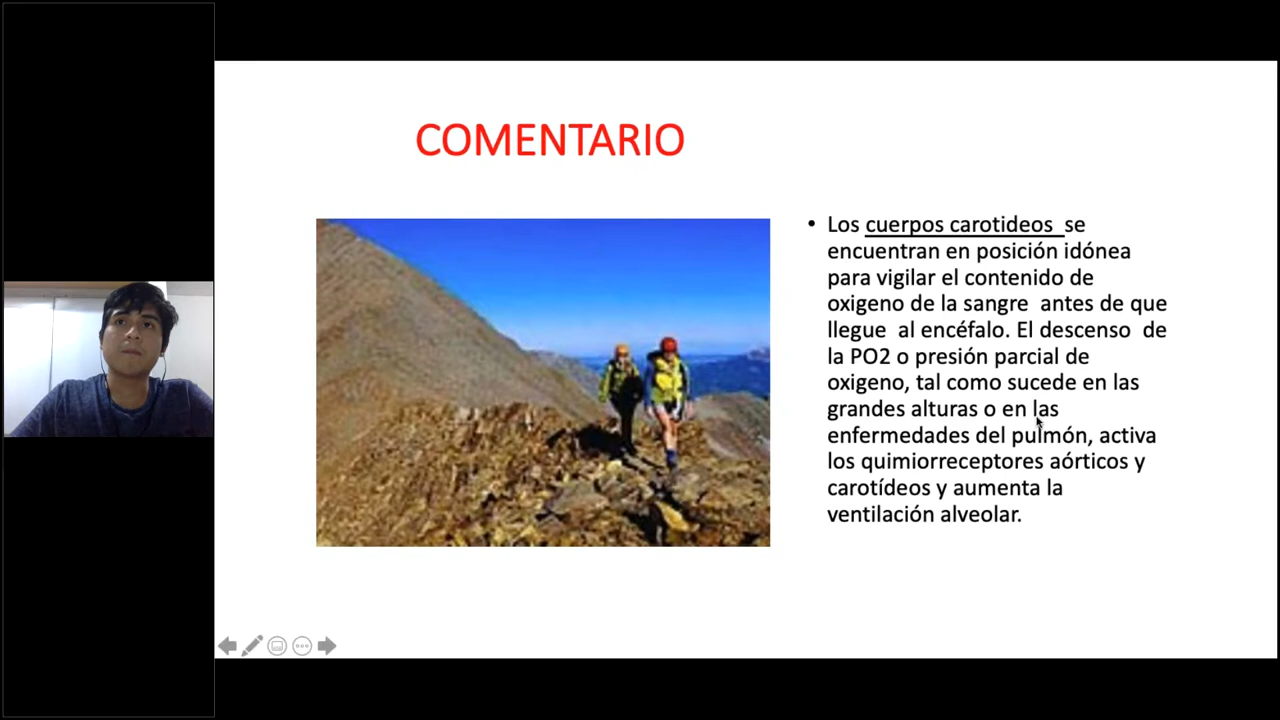 COMENTARIO
• Los cuerpos carotideos se
encuentran en posición idónea
para vigilar el contenido de
oxigeno de la sangre antes de que
llegue al encéfalo. El descenso de
la PO2 o presión parcial de
oxigeno, tal como sucede en las
grandes alturas o en las
enfermedades del pulmón, activa
los quimiorreceptores aórticos y
carotídeos y aumenta la
ventilación alveolar.